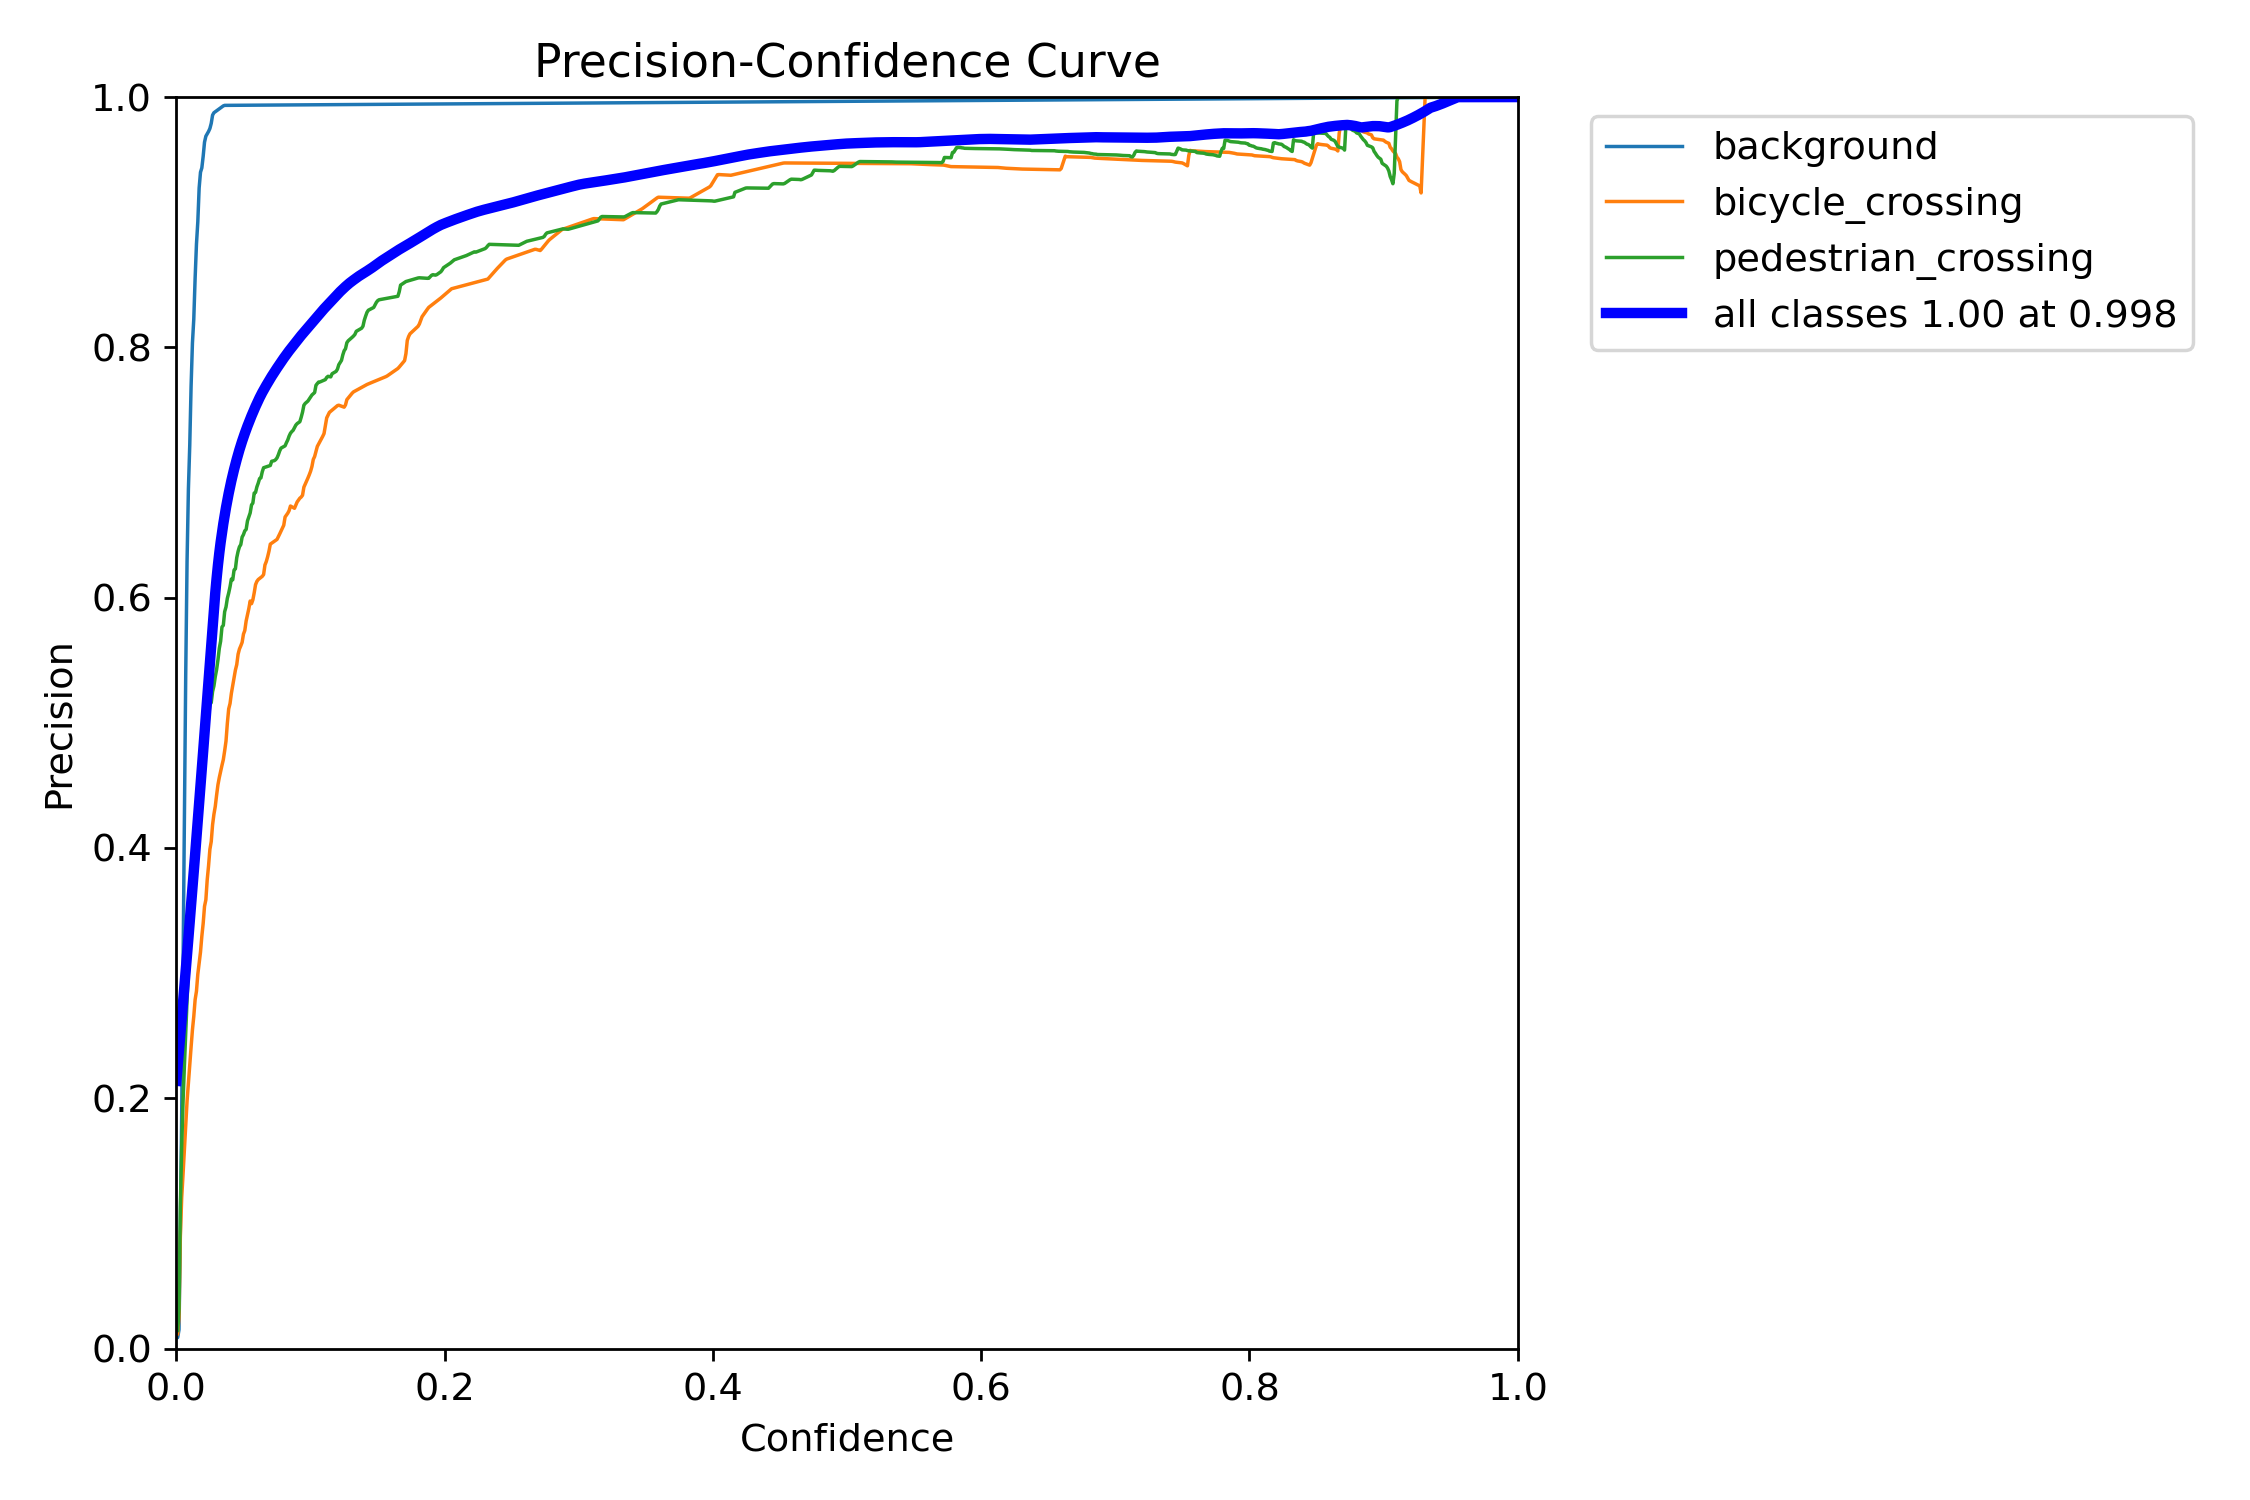 Precision-Confidence Curve
1.0
0.8
0.6
0.4
0.2
0.0
Precision
0.0 0.2 0.4 0.6 0.8 1.0
Confidence
background
bicycle_crossing
pedestrian_crossing
all classes 1.00 at 0.998